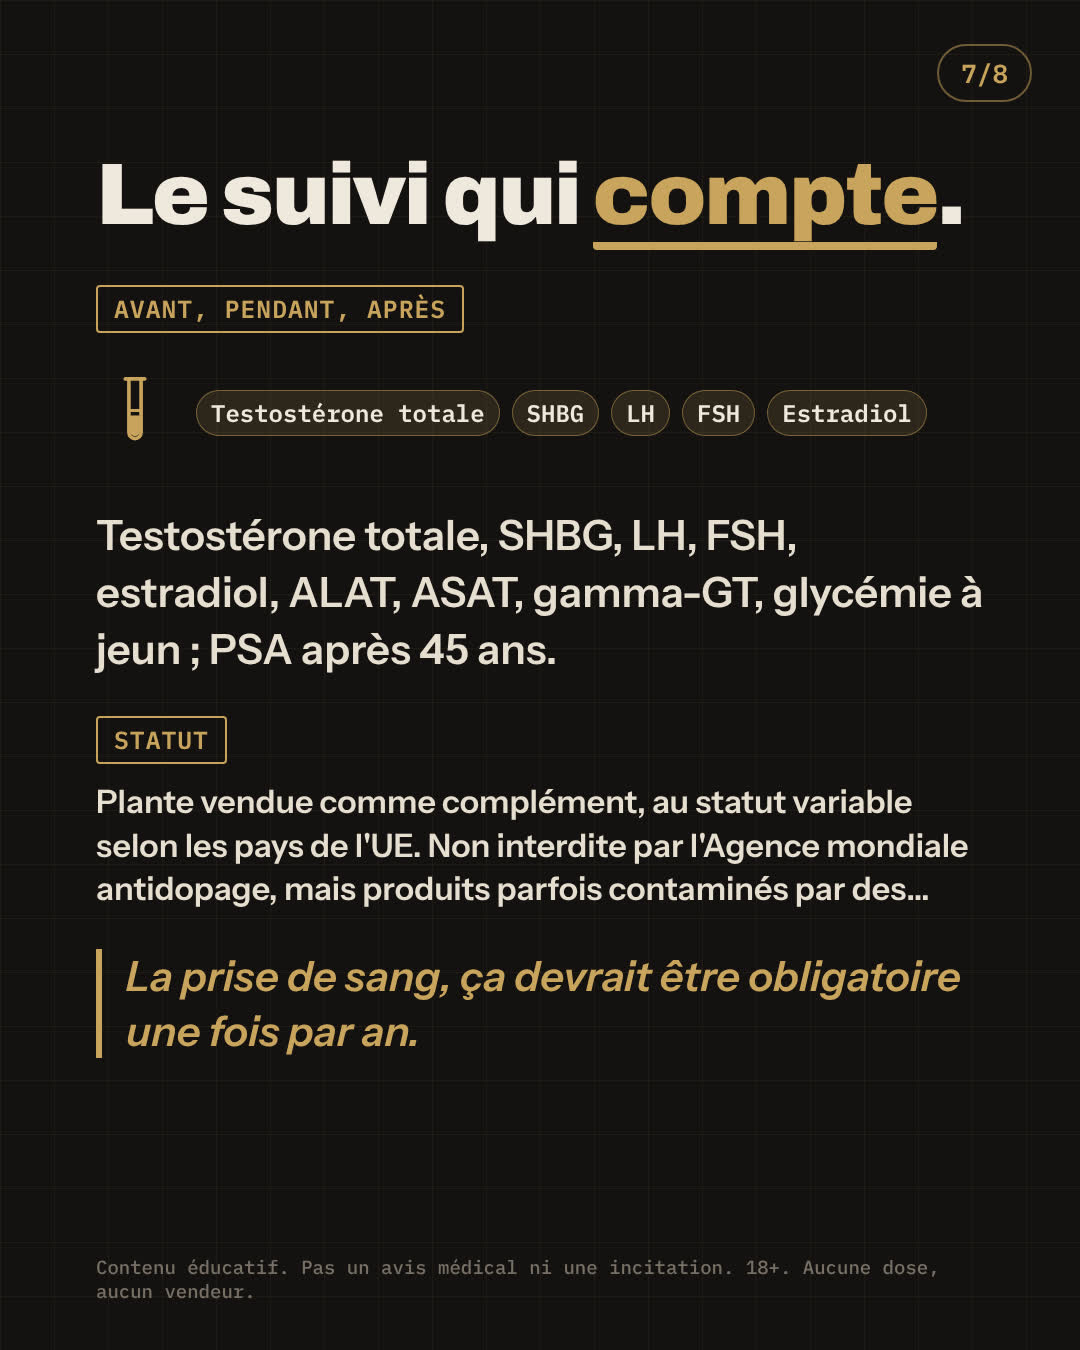 7/8
Le suivi qui compte.
AVANT, PENDANT, APRÈS
Testostérone totale SHBG LH FSH Estradiol
Testostérone totale, SHBG, LH, FSH,
estradiol, ALAT, ASAT, gamma-GT, glycémie à
jeun ; PSA après 45 ans.
STATUT
Plante vendue comme complément, au statut variable
selon les pays de l'UE. Non interdite par l'Agence mondiale
antidopage, mais produits parfois contaminés par des...
La prise de sang, ça devrait être obligatoire
une fois par an.
Contenu éducatif. Pas un avis médical ni une incitation. 18+. Aucune dose,
aucun vendeur.